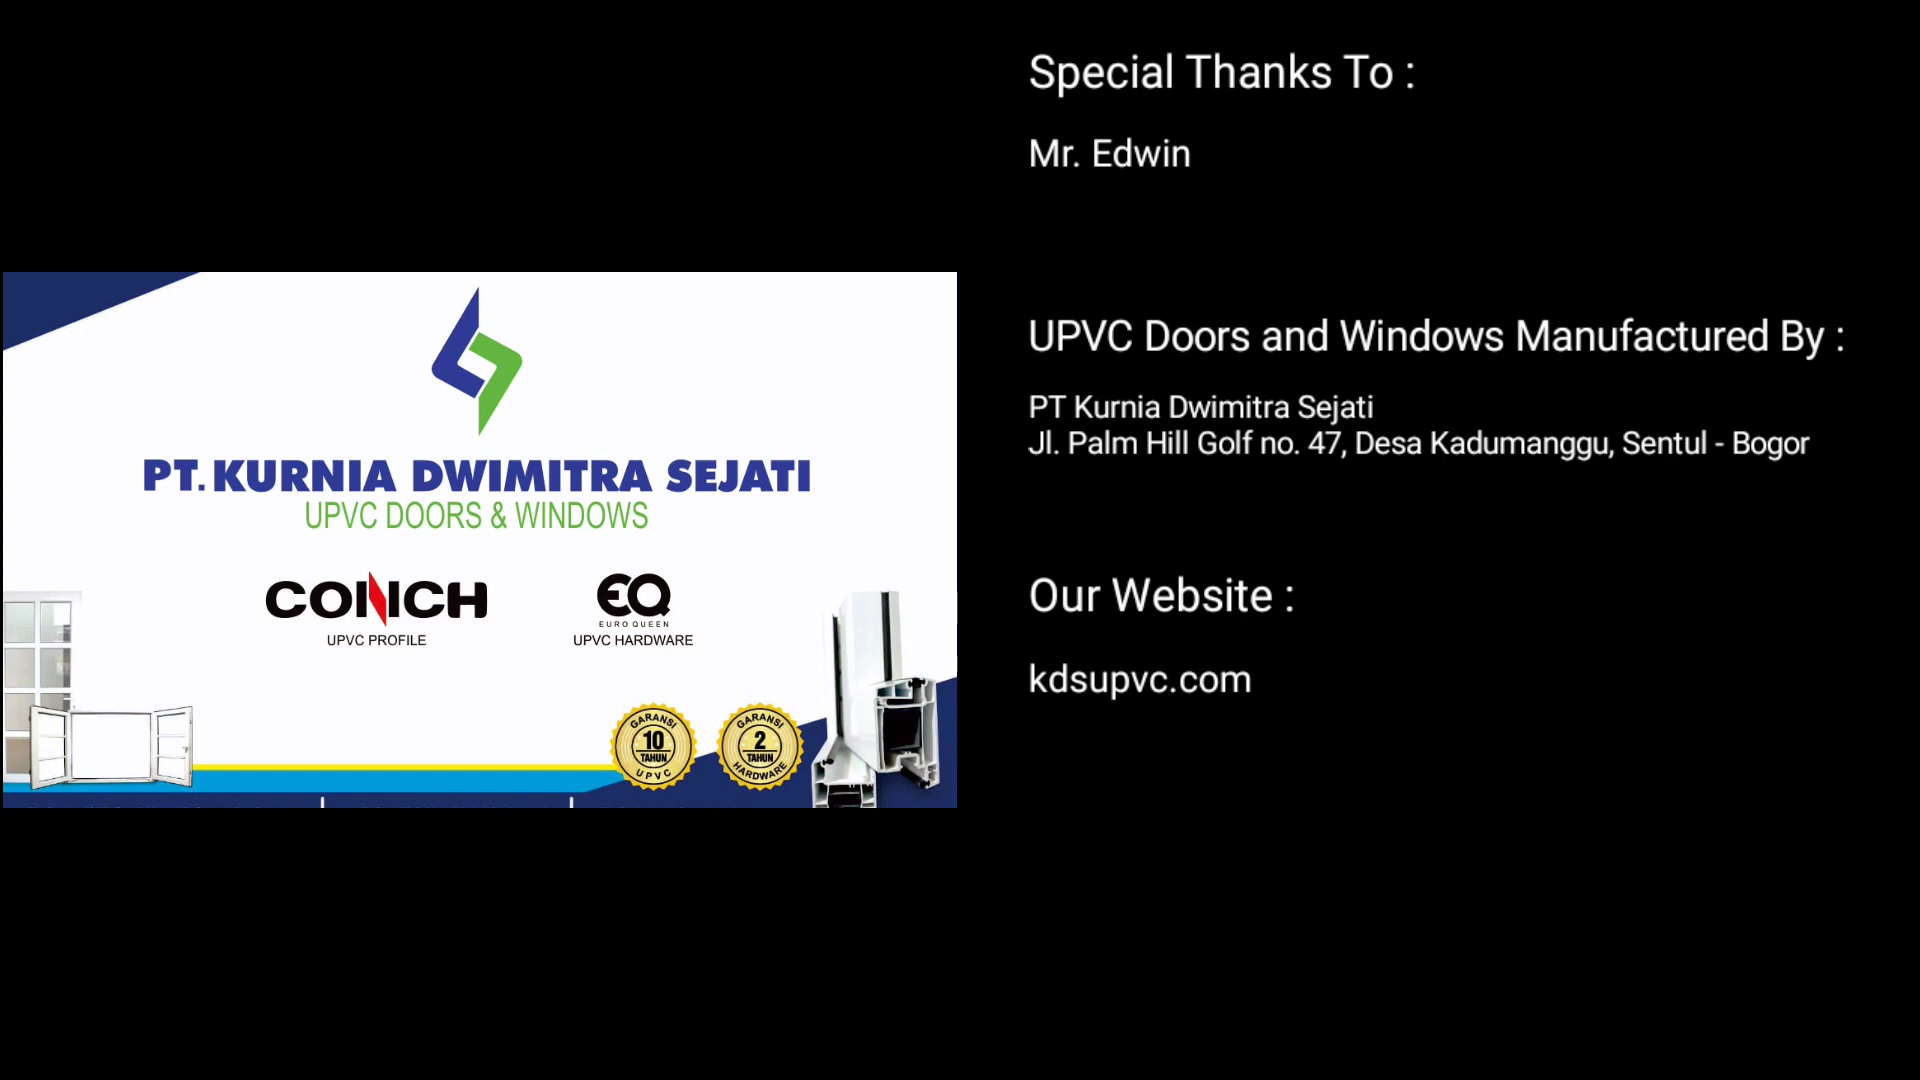 PT. KURNIA DWIMITRA SEJATI
UPVC DOORS & WINDOWS
CONCH
UPVC PROFILE
EQ
EURO QUEEN
UPVC HARDWARE
GARANSI
10
TAHUN
UPVC
GARANSI
2
TAHUN
HARDWARE
Special Thanks To :
Mr. Edwin
UPVC Doors and Windows Manufactured By :
PT Kurnia Dwimitra Sejati
Jl. Palm Hill Golf no. 47, Desa Kadumanggu, Sentul - Bogor
Our Website :
kdsupvc.com